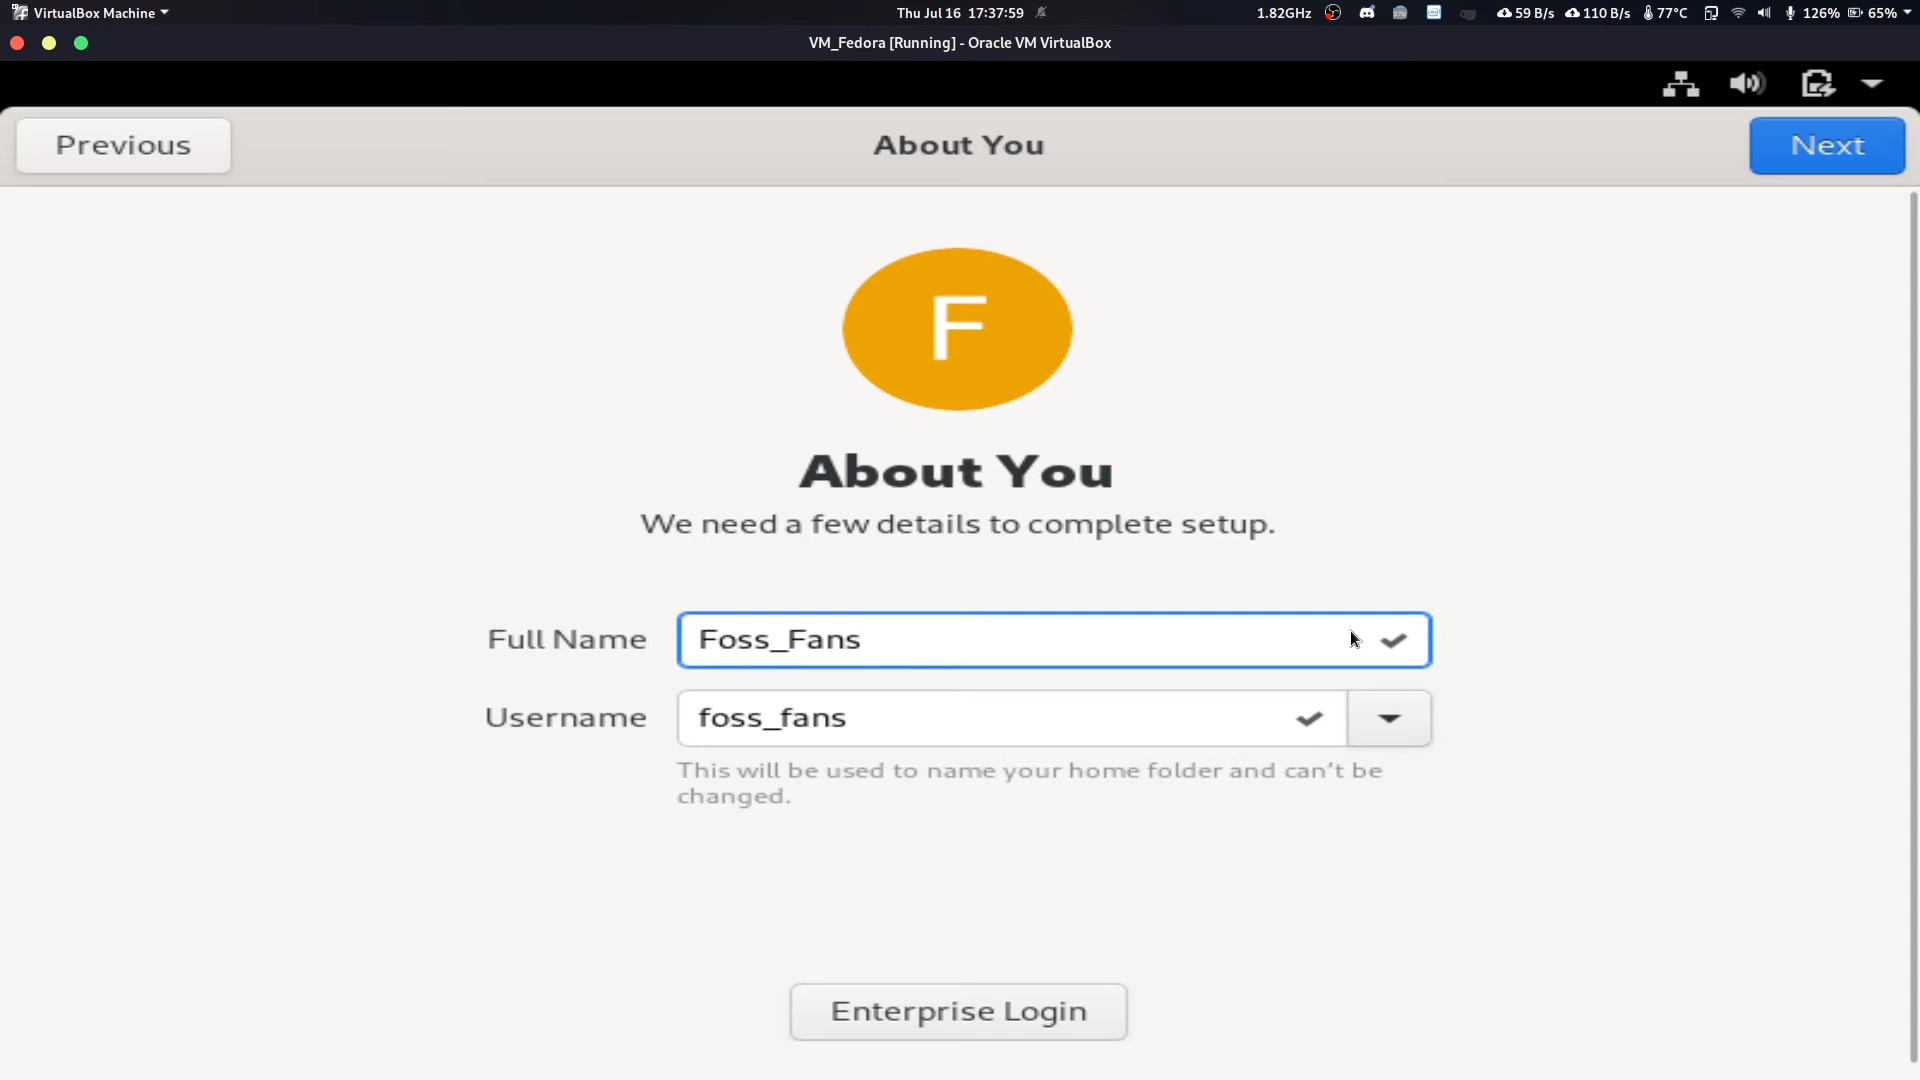 VirtualBox Machine
Thu Jul 16 17:37:59
1.82GHz
59 B/s
110 B/s
77°C
126%
65%
VM_Fedora [Running] - Oracle VM VirtualBox
Previous
About You
Next
F
About You
We need a few details to complete setup.
Full Name
Foss_Fans
Username
foss_fans
This will be used to name your home folder and can't be
changed.
Enterprise Login